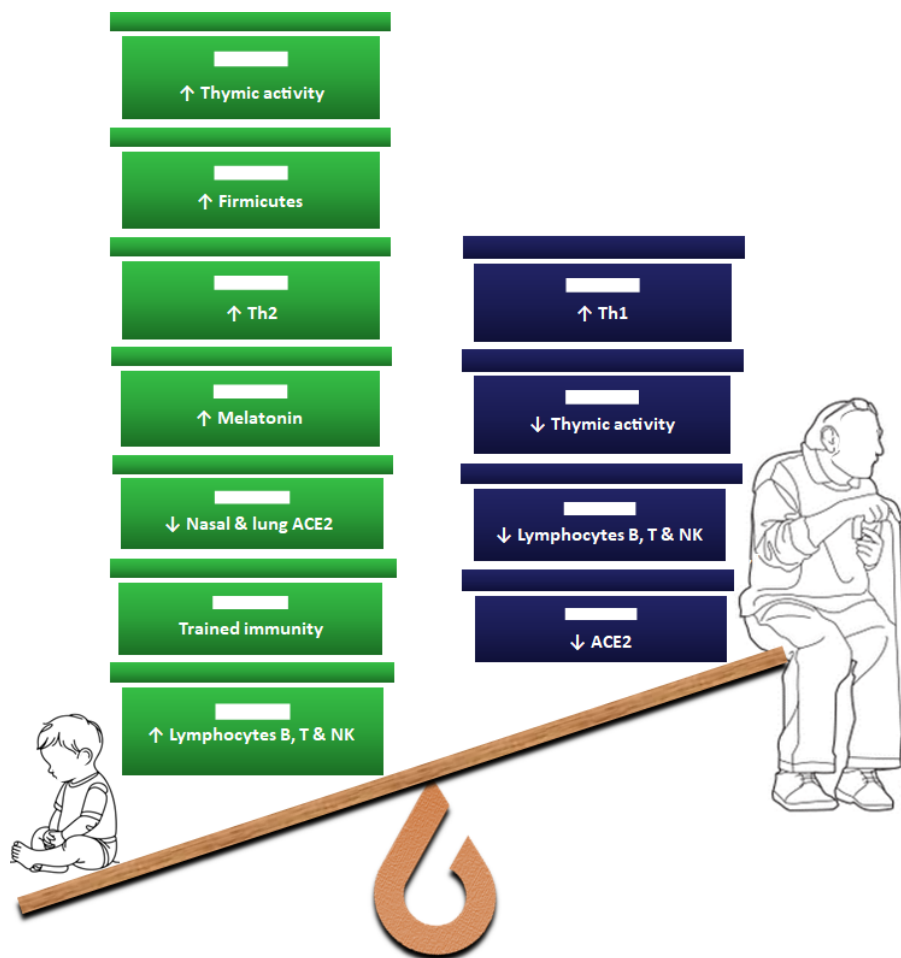 ↑ Thymic activity
↑ Firmicutes
↑ Th2
↑ Melatonin
↓ Nasal & lung ACE2
Trained immunity
↑ Lymphocytes B, T & NK
↑ Th1
↓ Thymic activity
↓ Lymphocytes B, T & NK
↓ ACE2